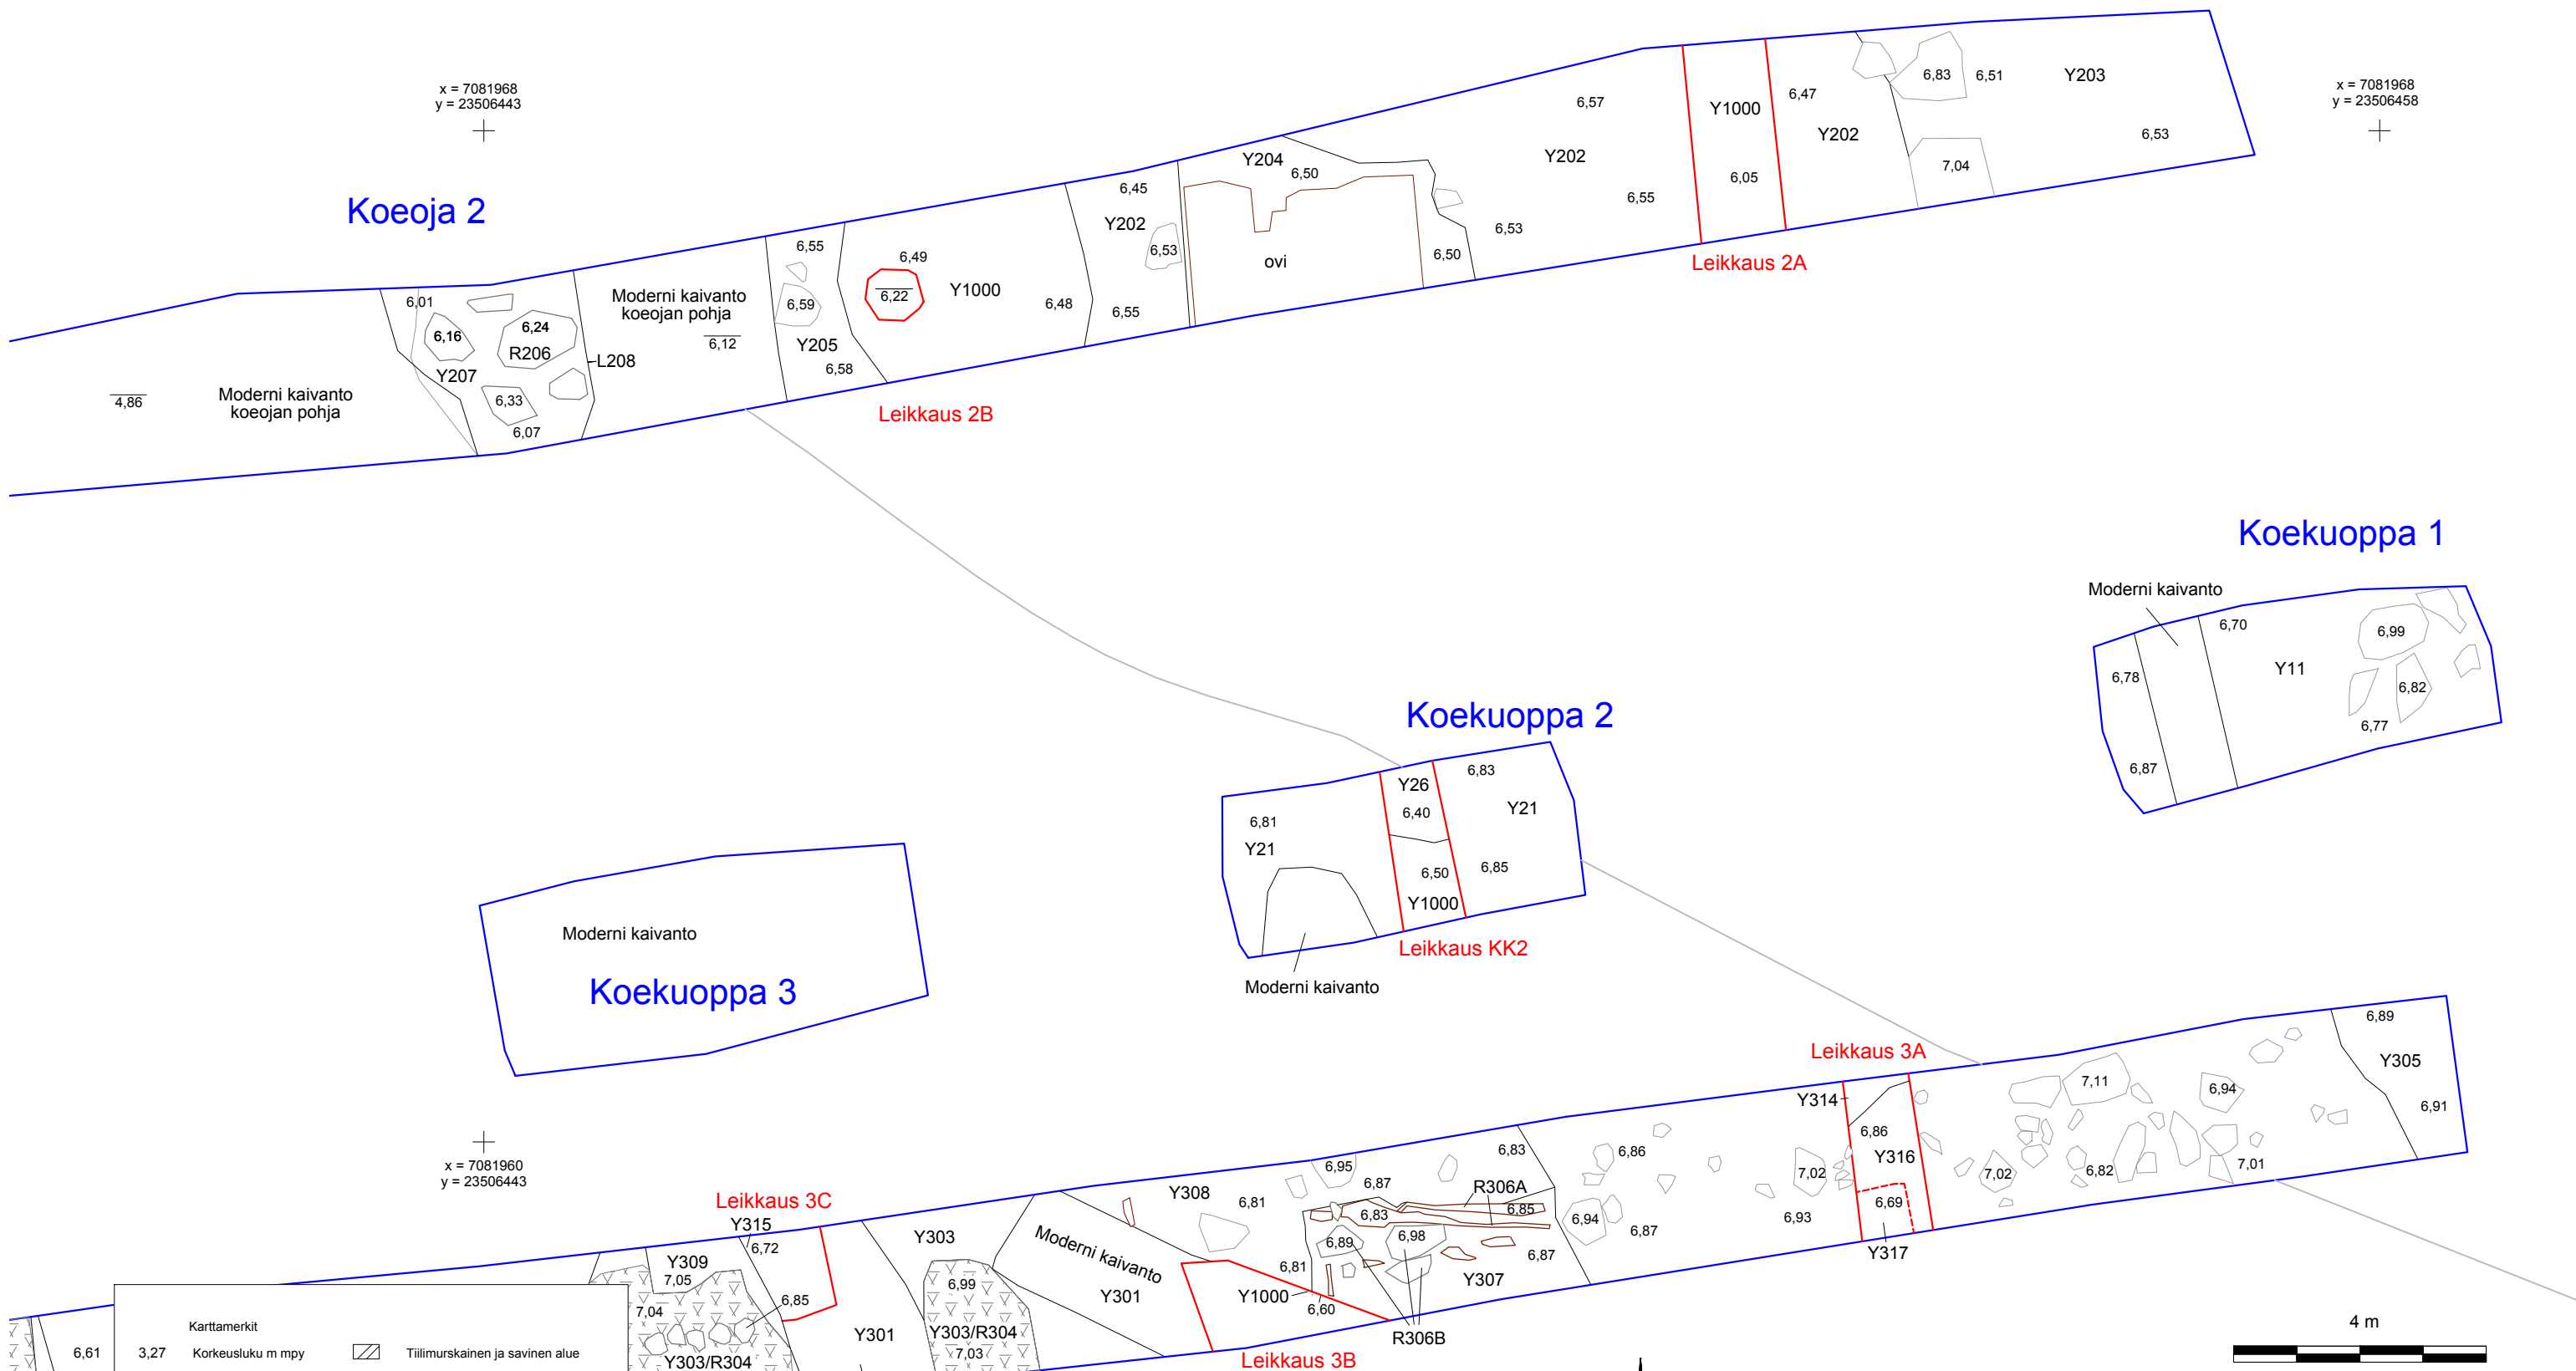 x = 7081968
y = 23506443
x = 7081968
y = 23506458
Koeoja 2
6,57
Y1000
6,47
6,83
6,51
Y203
Y202
Y202
6,53
6,05
7,04
6,55
6,53
6,50
Leikkaus 2A
Y204
6,50
ovi
6,45
Y202
6,53
6,55
6,49
6,22
Y1000
6,48
6,55
6,59
Y205
6,58
Leikkaus 2B
Moderni kaivanto
koeojan pohja
6,12
L208
6,01
6,16
6,24
R206
Y207
6,33
6,07
4,86
Moderni kaivanto
koeojan pohja
Koekuoppa 1
Moderni kaivanto
6,70
6,99
6,78
Y11
6,82
6,77
6,87
Koekuoppa 2
Y26
6,83
6,40
Y21
6,81
Y21
6,50
6,85
Y1000
Leikkaus KK2
Moderni kaivanto
Moderni kaivanto
Koekuoppa 3
x = 7081960
y = 23506443
Leikkaus 3A
6,89
Y305
6,91
7,11
6,94
Y314
6,86
Y316
7,02
7,02
6,82
7,01
6,69
Y317
6,86
6,93
6,94
6,87
6,83
6,95
6,87
R306A
6,85
6,83
6,89
6,98
6,87
Y307
R306B
Y308
6,81
6,81
Moderni kaivanto
Y301
Y1000
6,60
Leikkaus 3B
Leikkaus 3C
Y315
6,72
Y303
6,99
Y309
7,05
7,04
6,85
Y301
Y303/R304
7,03
Y303/R304
6,61
Karttamerkit
3,27
Korkeusluku m mpy
Tiilimurskainen ja savinen alue
4 m